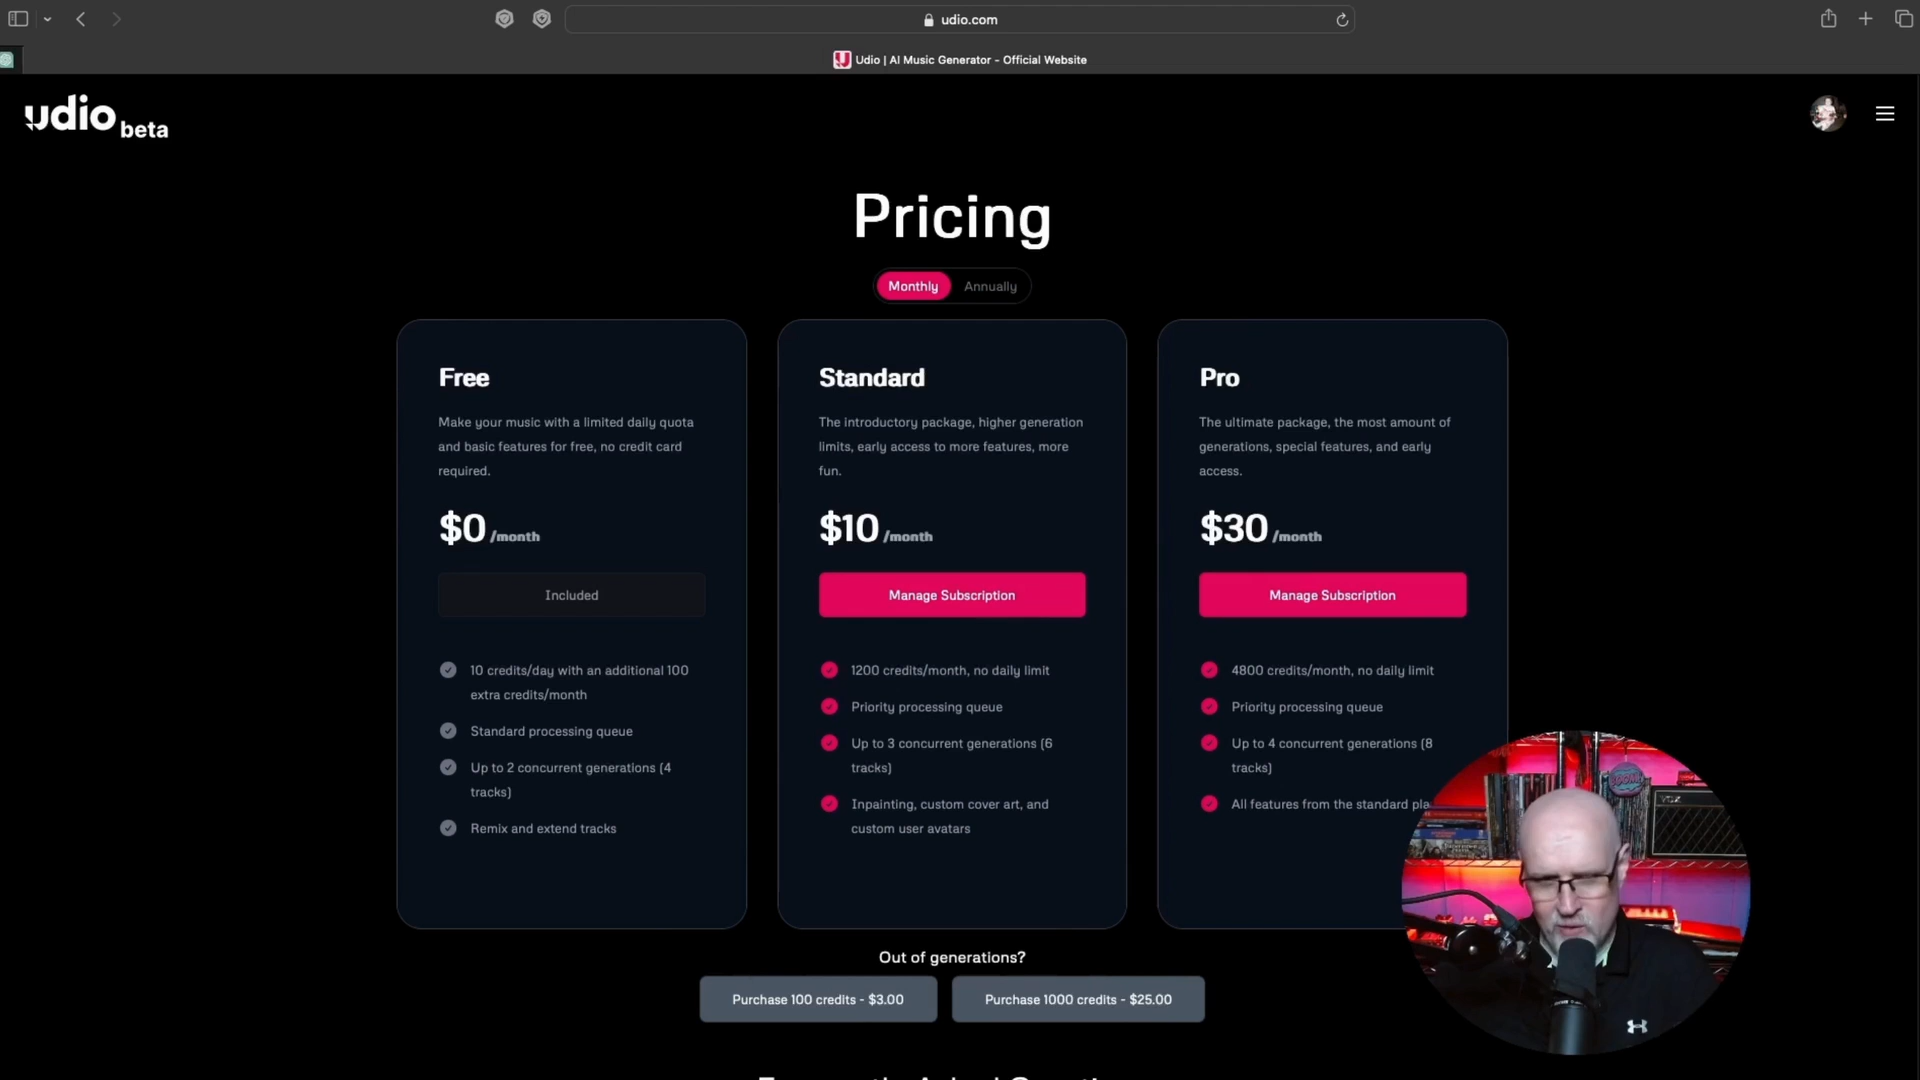 udio.com
Udio | AI Music Generator - Official Website
udio beta
Pricing
Monthly
Annually
Free
Make your music with a limited daily quota
and basic features for free, no credit card
required.
$0 /month
Included
10 credits/day with an additional 100
extra credits/month
Standard processing queue
Up to 2 concurrent generations (4
tracks)
Remix and extend tracks
Standard
The introductory package, higher generation
limits, early access to more features, more
fun.
$10 /month
Manage Subscription
1200 credits/month, no daily limit
Priority processing queue
Up to 3 concurrent generations (6
tracks)
Inpainting, custom cover art, and
custom user avatars
Pro
The ultimate package, the most amount of
generations, special features, and early
access.
$30 /month
Manage Subscription
4800 credits/month, no daily limit
Priority processing queue
Up to 4 concurrent generations (8
tracks)
All features from the standard pla
VOX
Out of generations?
Purchase 100 credits - $3.00
Purchase 1000 credits - $25.00